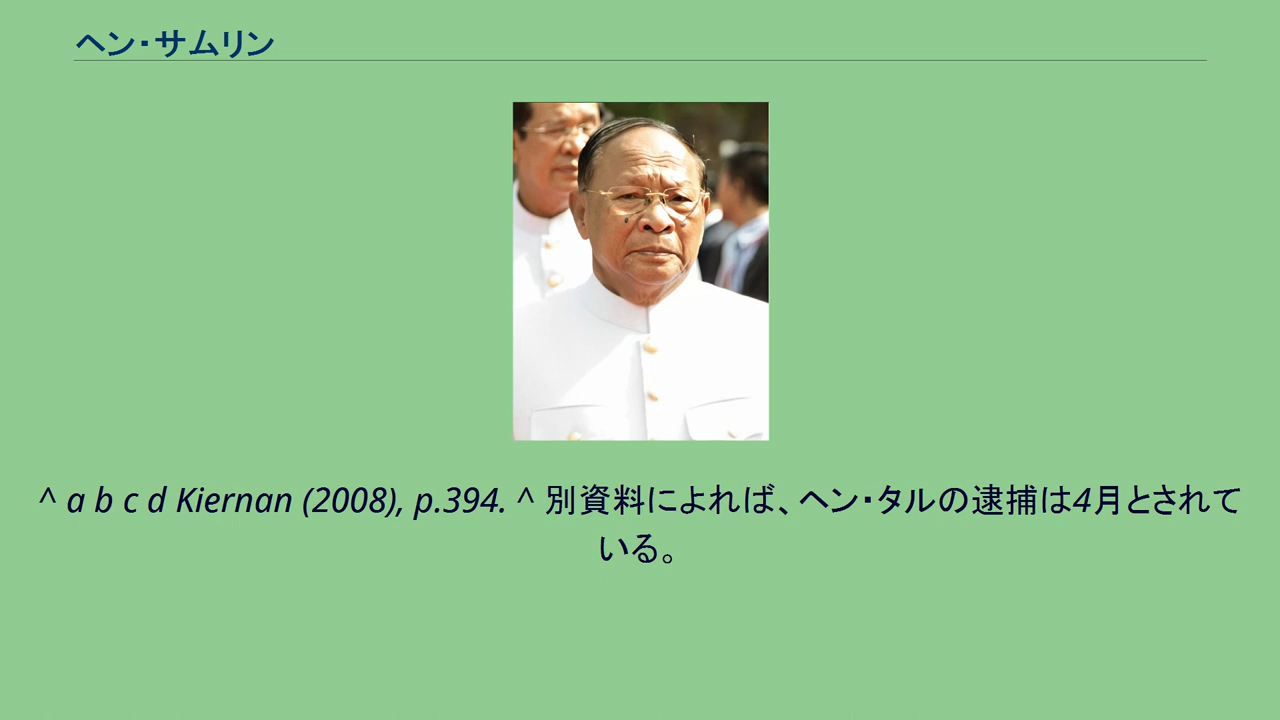 ヘン・サムリン
^ a b c d Kiernan (2008), p.394. ^ 別資料によれば、ヘン・タルの逮捕は4月とされて
いる。